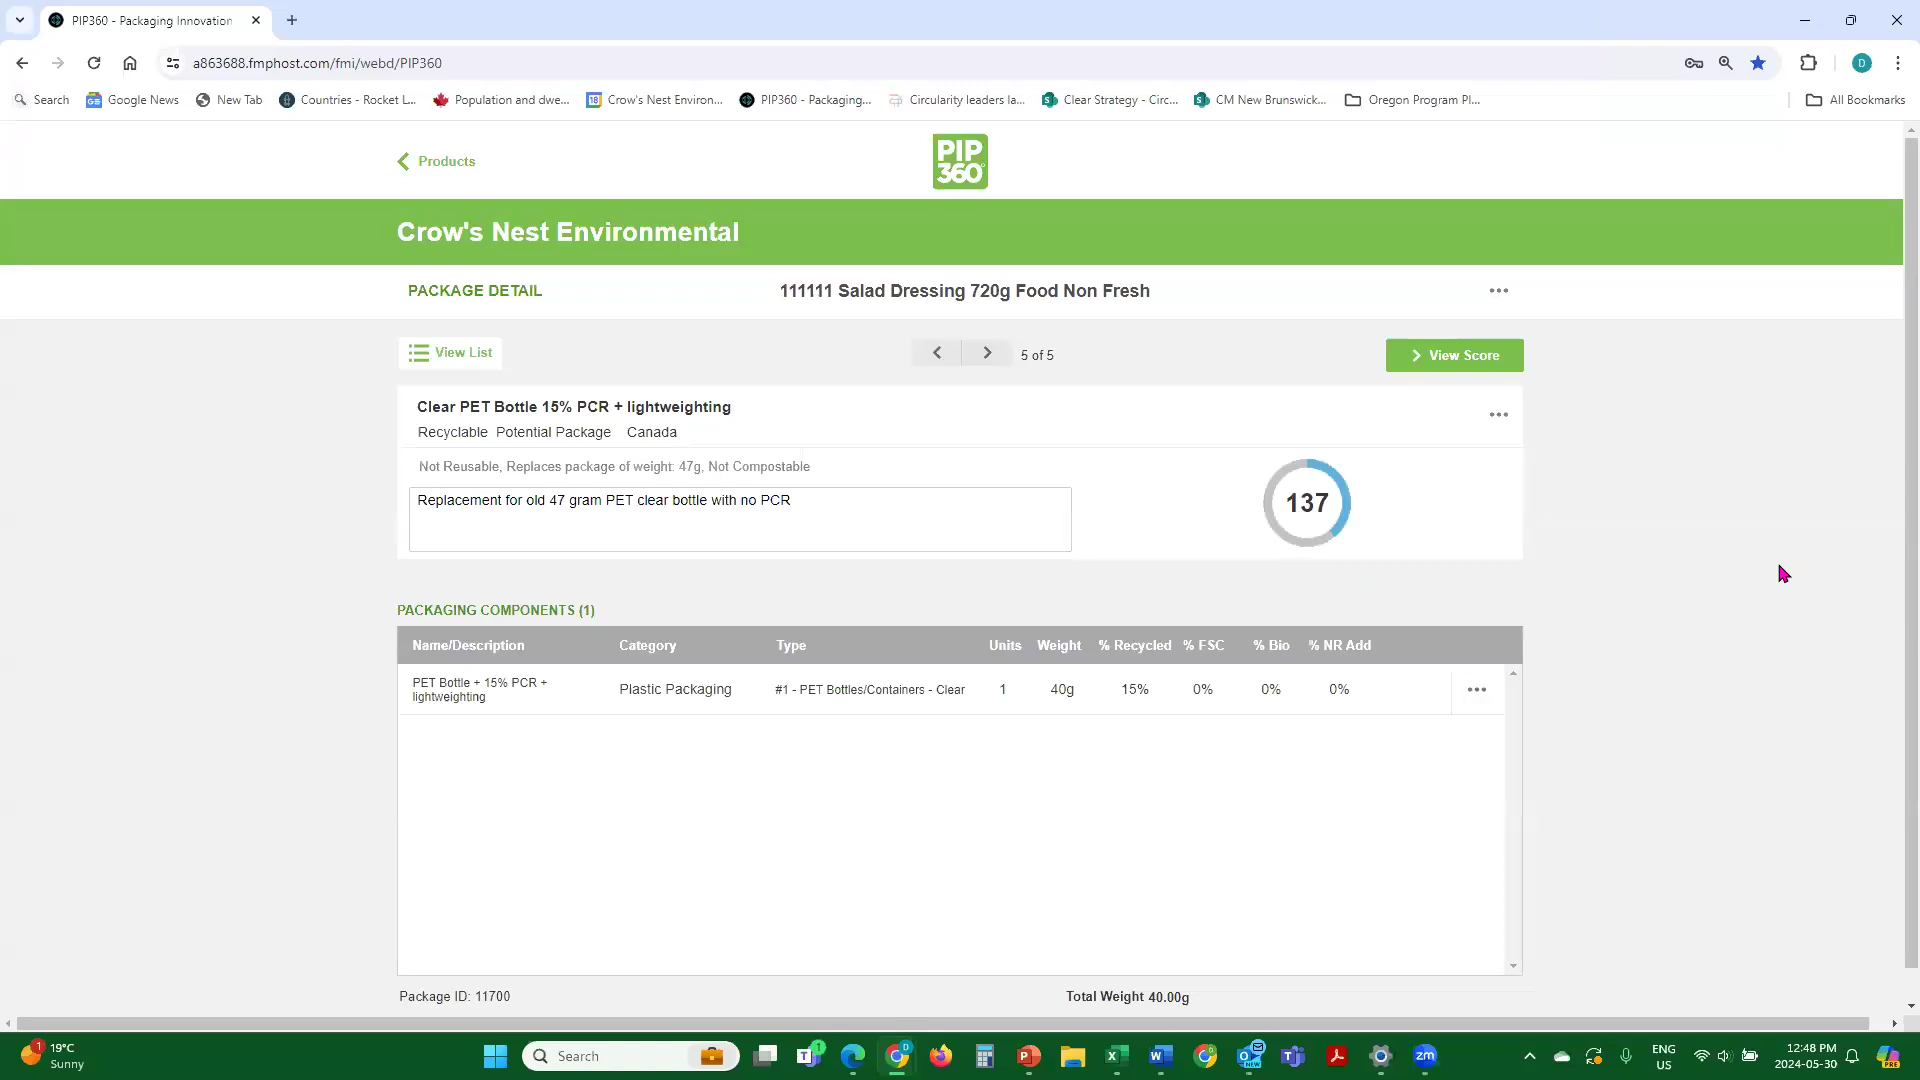 PIP360 - Packaging Innovation
a863688.fmphost.com/fmi/webd/PIP360
D
Search
Google News
New Tab
Countries - Rocket L...
Population and dwe...
18
Crow's Nest Environ...
PIP360 - Packaging...
Circularity leaders la...
Clear Strategy - Circ...
CM New Brunswick...
Oregon Program Pl...
All Bookmarks
Products
PIP
360
Crow's Nest Environmental
PACKAGE DETAIL
111111 Salad Dressing 720g Food Non Fresh
View List
5 of 5
View Score
Clear PET Bottle 15% PCR + lightweighting
Recyclable Potential Package Canada
Not Reusable, Replaces package of weight: 47g, Not Compostable
Replacement for old 47 gram PET clear bottle with no PCR
137
PACKAGING COMPONENTS (1)
Name/Description Category Type Units Weight % Recycled % FSC % Bio % NR Add
PET Bottle + 15% PCR +
lightweighting
Plastic Packaging
#1 - PET Bottles/Containers - Clear
1
40g
15%
0%
0%
0%
Package ID: 11700
Total Weight 40.00g
1
19°C
Sunny
Search
1
D
zm
ENG
US
12:48 PM
2024-05-30
PRE